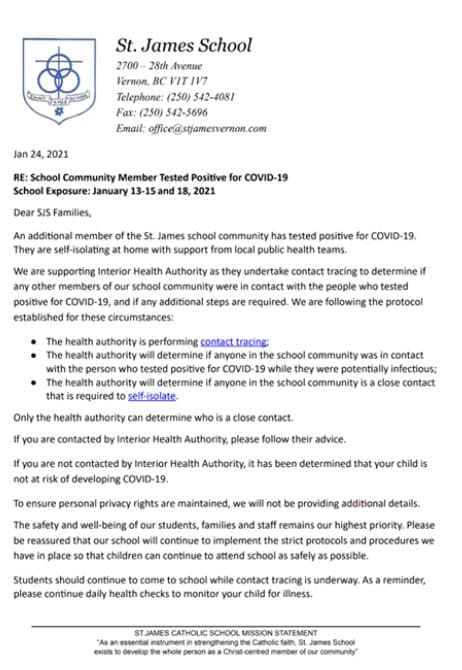 St. James School
2700 – 28th Avenue
Vernon, BC V1T 1V7
Telephone: (250) 542-4081
Fax: (250) 542-5696
Email: office@stjamesvernon.com
Jan 24, 2021
RE: School Community Member Tested Positive for COVID-19
School Exposure: January 13-15 and 18, 2021
Dear SJS Families,
An additional member of the St. James school community has tested positive for COVID-19.
They are self-isolating at home with support from local public health teams.
We are supporting Interior Health Authority as they undertake contact tracing to determine if
any other members of our school community were in contact with the people who tested
positive for COVID-19, and if any additional steps are required. We are following the protocol
established for these circumstances:
● The health authority is performing contact tracing;
● The health authority will determine if anyone in the school community was in contact
with the person who tested positive for COVID-19 while they were potentially infectious;
● The health authority will determine if anyone in the school community is a close contact
that is required to self-isolate.
Only the health authority can determine who is a close contact.
If you are contacted by Interior Health Authority, please follow their advice.
If you are not contacted by Interior Health Authority, it has been determined that your child is
not at risk of developing COVID-19.
To ensure personal privacy rights are maintained, we will not be providing additional details.
The safety and well-being of our students, families and staff remains our highest priority. Please
be reassured that our school will continue to implement the strict protocols and procedures we
have in place so that children can continue to attend school as safely as possible.
Students should continue to come to school while contact tracing is underway. As a reminder,
please continue daily health checks to monitor your child for illness.
ST.JAMES CATHOLIC SCHOOL MISSION STATEMENT
"As an essential instrument in strengthening the Catholic faith, St. James School
exists to develop the whole person as a Christ-centred member of our community"